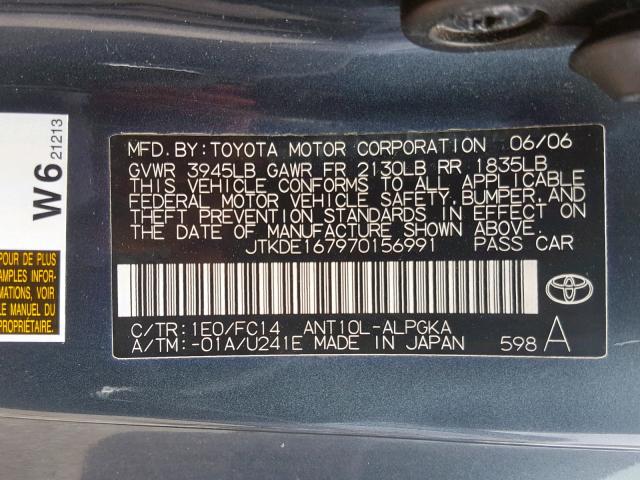 W6 21213
POUR DE PLUS
AMPLES INFOR
MATIONS, VOIR
LE MANUEL DU
PROPRIÉTAIRE.
MFD. BY: TOYOTA MOTOR CORPORATION 06/06
GVWR 3945LB GAWR FR 2130LB RR 1835LB
THIS VEHICLE CONFORMS TO ALL APPLICABLE
FEDERAL MOTOR VEHICLE SAFETY, BUMPER, AND
THEFT PREVENTION STANDARDS IN EFFECT ON
THE DATE OF MANUFACTURE SHOWN ABOVE.
JTKDE167970156991 PASS CAR
C/TR: 1E0/FC14 ANT10L-ALPGKA
A/TM: -01A/U241E MADE IN JAPAN 598 A